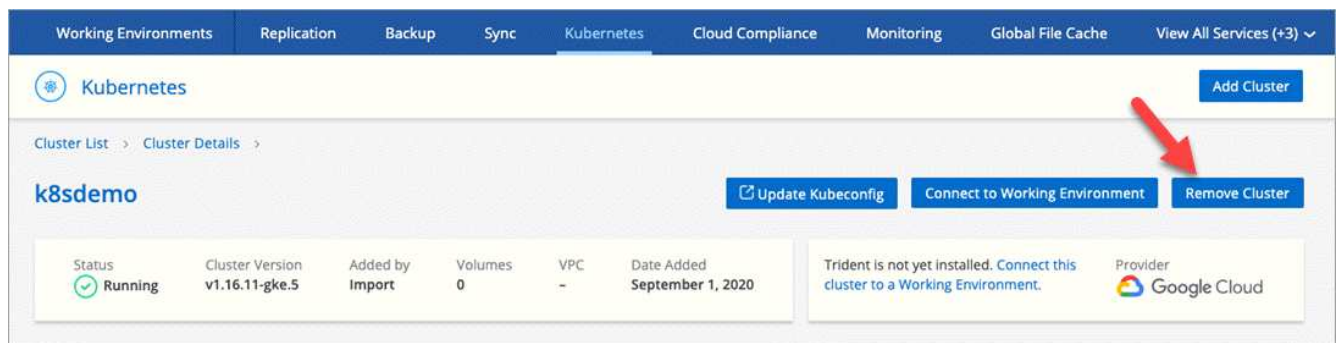 Working Environments Replication Backup Sync Kubernetes Cloud Compliance Monitoring Global File Cache View All Services (+3)
Kubernetes Add Cluster
Cluster List > Cluster Details >
k8sdemo Update Kubeconfig Connect to Working Environment Remove Cluster
Status Cluster Version Added by Volumes VPC Date Added
Running v1.16.11-gke.5 Import 0 – September 1, 2020
Trident is not yet installed. Connect this
cluster to a Working Environment.
Provider
Google Cloud